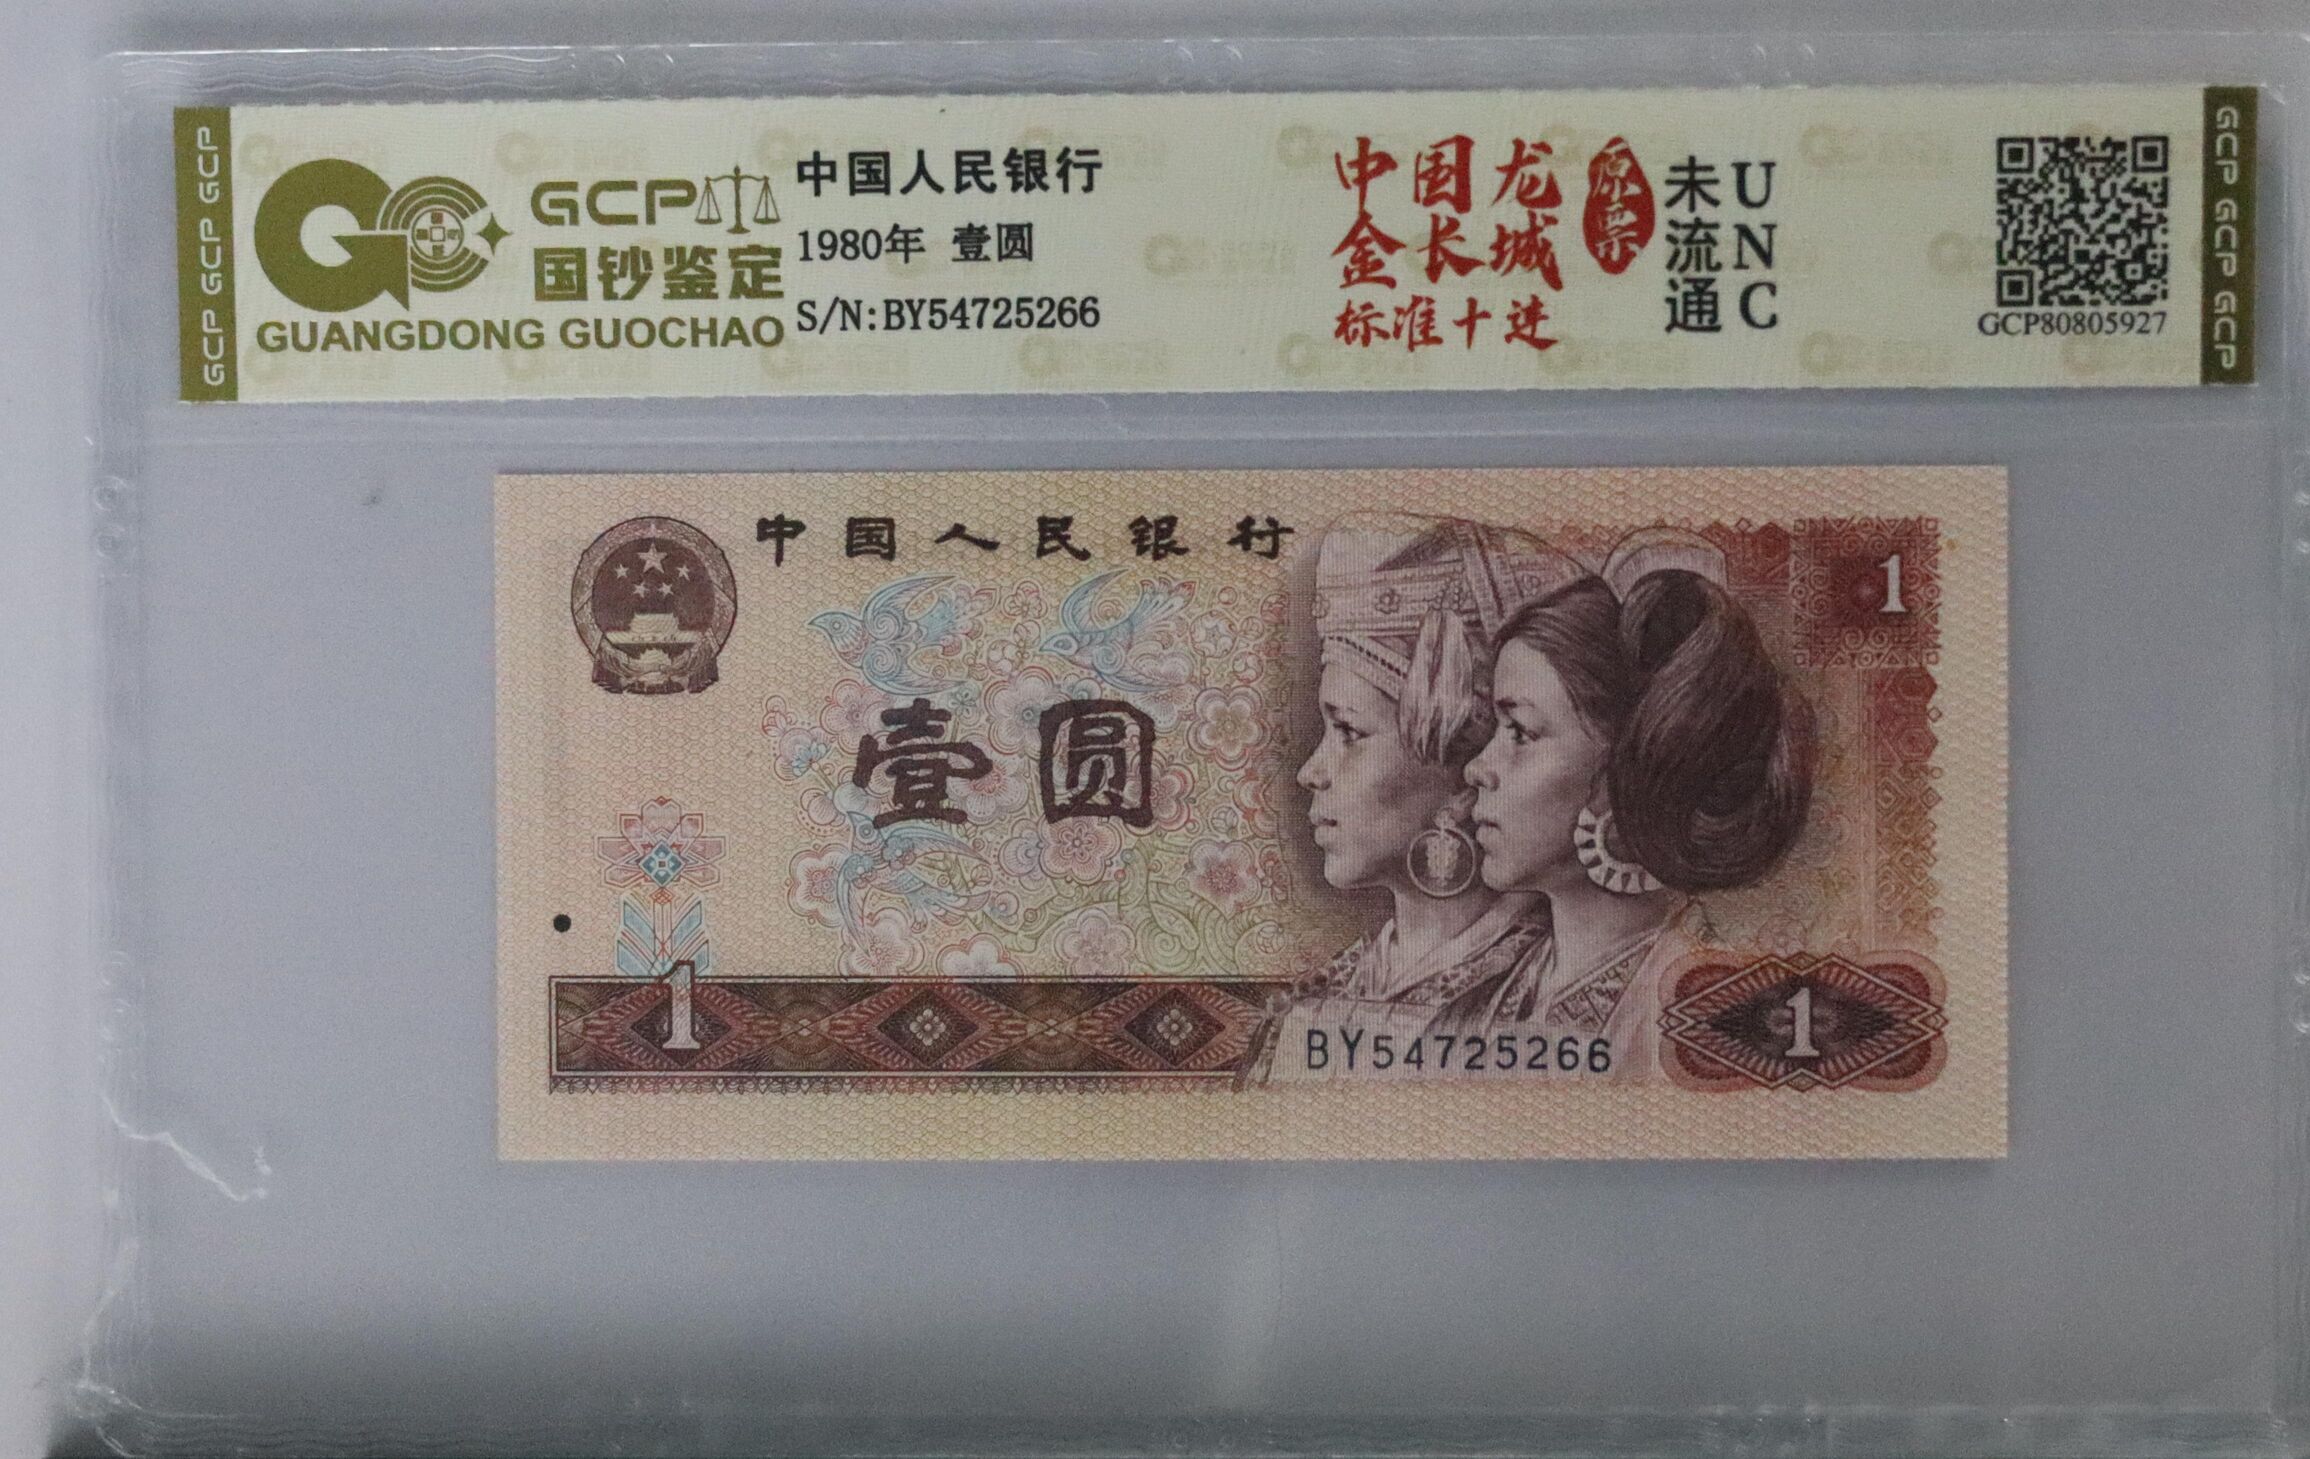 GCP GCP GCP
GCP
国钞鉴定
GUANGDONG GUOCHAO
中国人民银行
1980年 壹圆
S/N:BY54725266
中国龙
金长城
标准十进
原票
未流通
UNC
GCP80805927
GCP GCP GCP
中国人民银行
1
壹圆
1
BY54725266
1